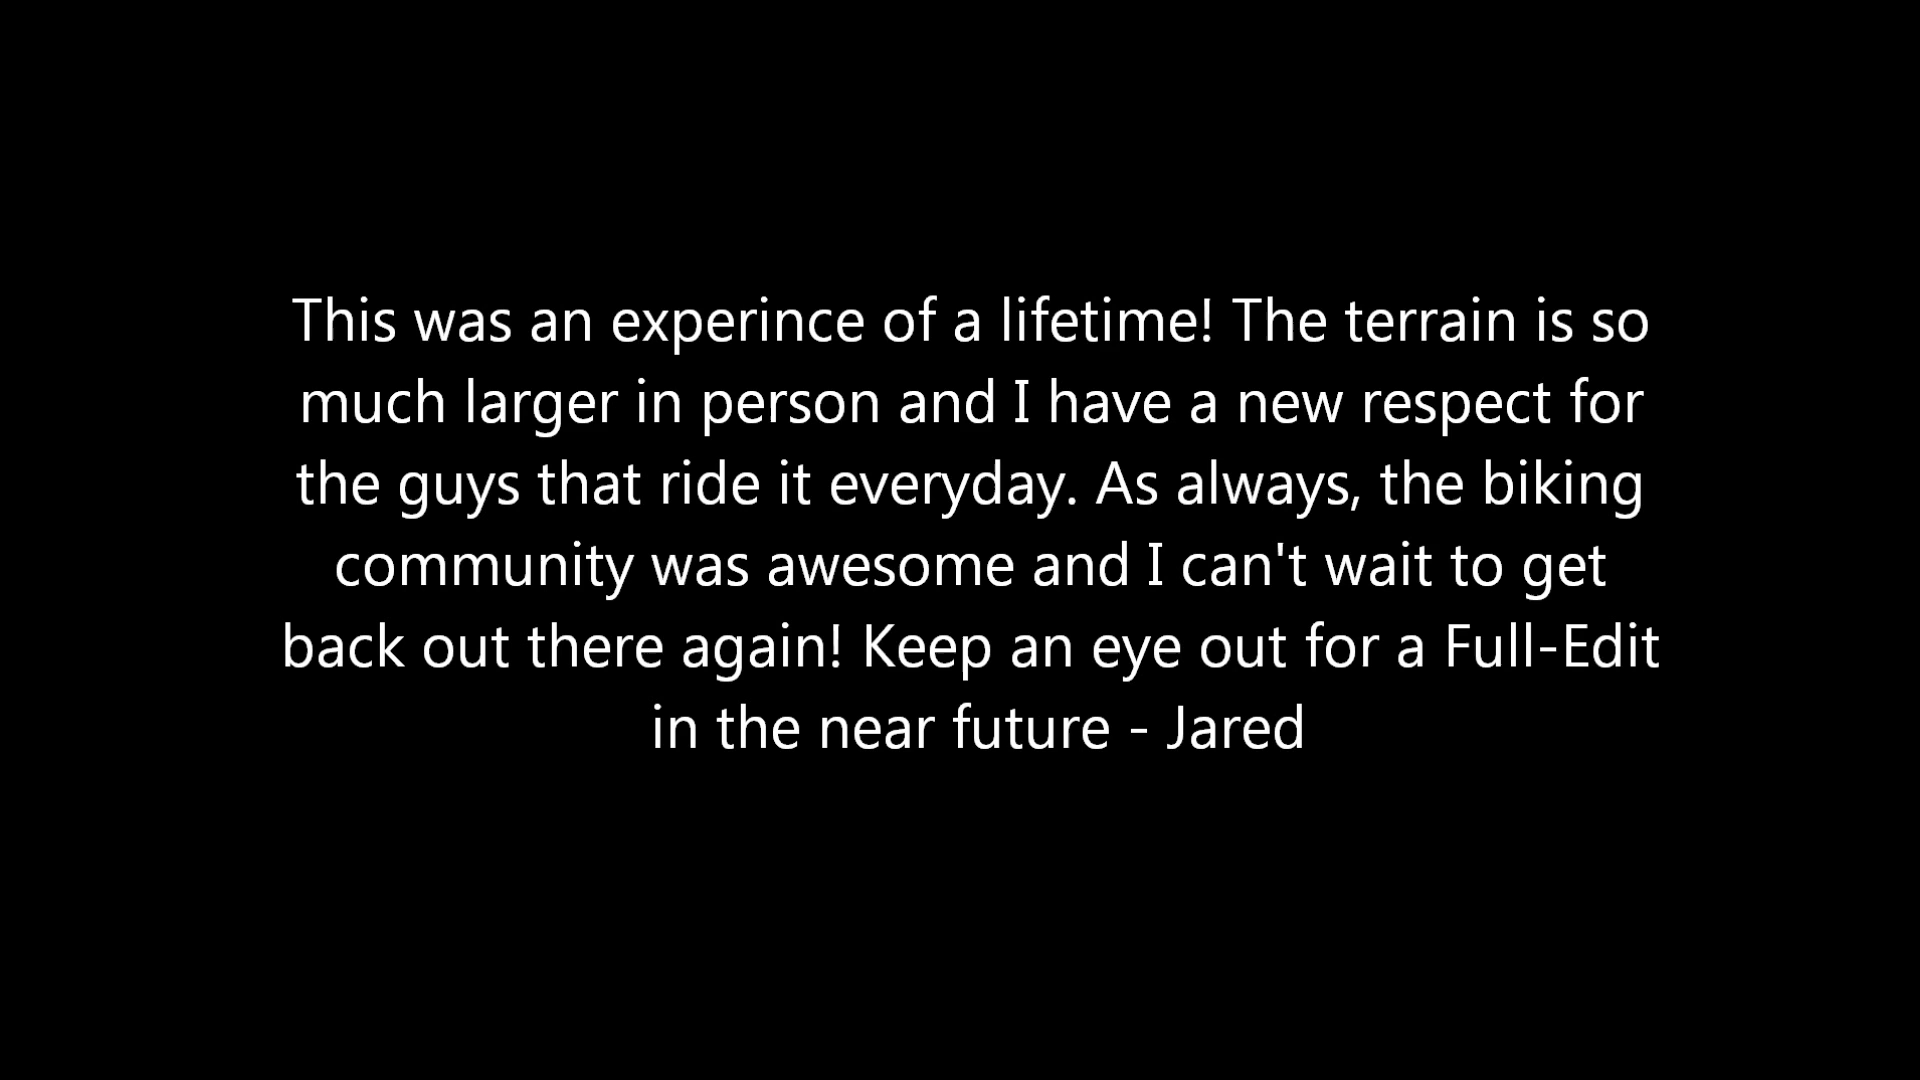 This was an experince of a lifetime! The terrain is so
much larger in person and I have a new respect for
the guys that ride it everyday. As always, the biking
community was awesome and I can't wait to get
back out there again! Keep an eye out for a Full-Edit
in the near future - Jared